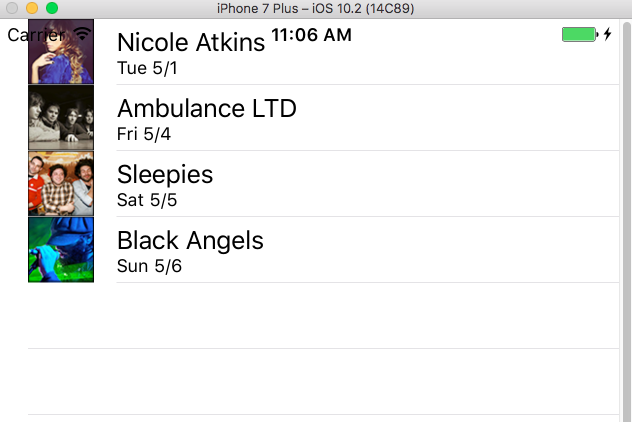 iPhone 7 Plus – iOS 10.2 (14C89)
Carrier 11:06 AM
Nicole Atkins
Tue 5/1
Ambulance LTD
Fri 5/4
Sleepies
Sat 5/5
Black Angels
Sun 5/6